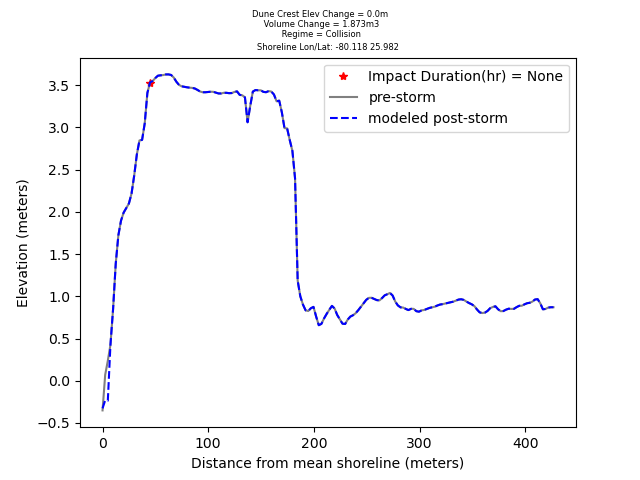 Dune Crest Elev Change = 0.0m
Volume Change = 1.873m3
Regime = Collision
Shoreline Lon/Lat: -80.118 25.982
Impact Duration(hr) = None
pre-storm
modeled post-storm
Elevation (meters)
3.5
3.0
2.5
2.0
1.5
1.0
0.5
0.0
−0.5
0 100 200 300 400
Distance from mean shoreline (meters)